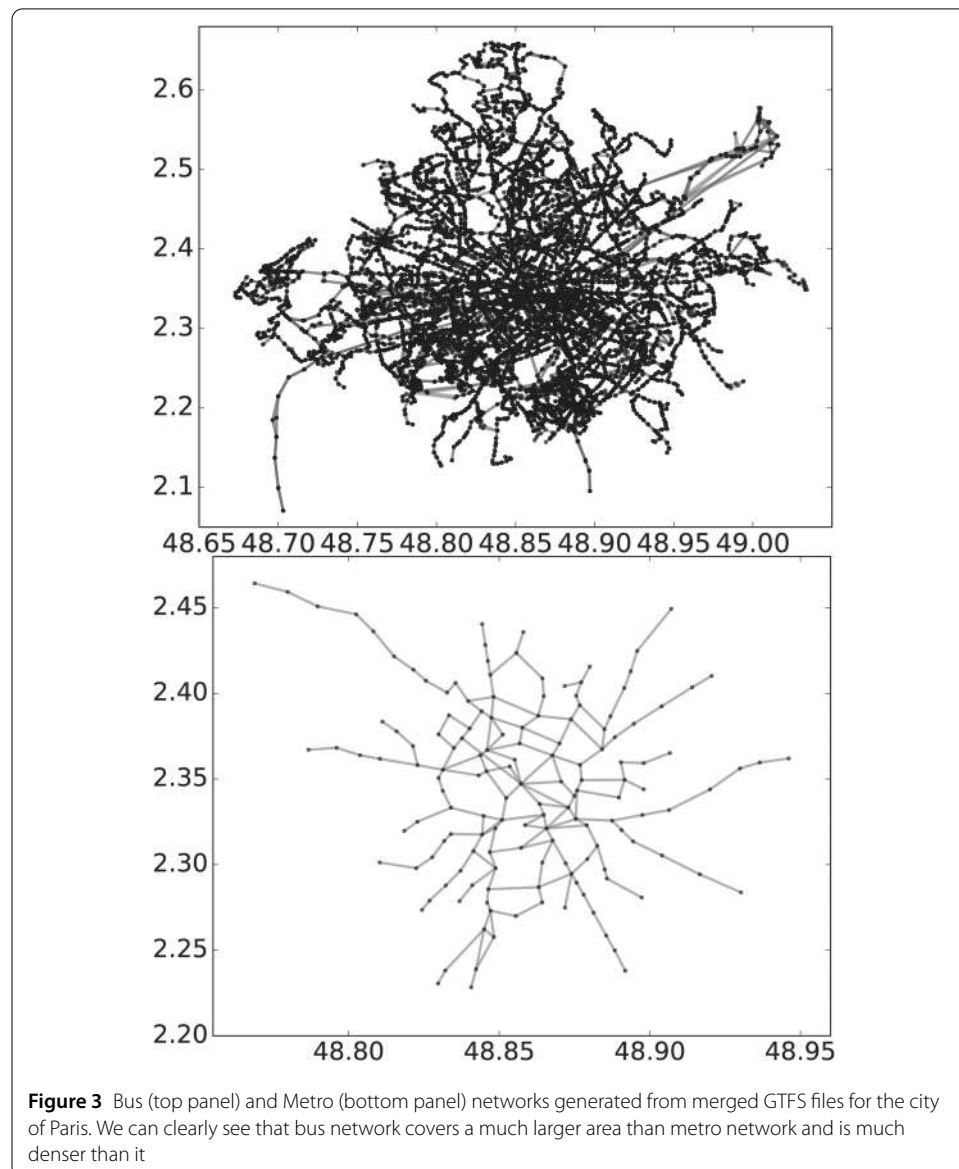 2.6
2.5
2.4
2.3
2.2
2.1
48.65 48.70 48.75 48.80 48.85 48.90 48.95 49.00
2.45
2.40
2.35
2.30
2.25
2.20
48.80 48.85 48.90 48.95
Figure 3 Bus (top panel) and Metro (bottom panel) networks generated from merged GTFS files for the city
of Paris. We can clearly see that bus network covers a much larger area than metro network and is much
denser than it